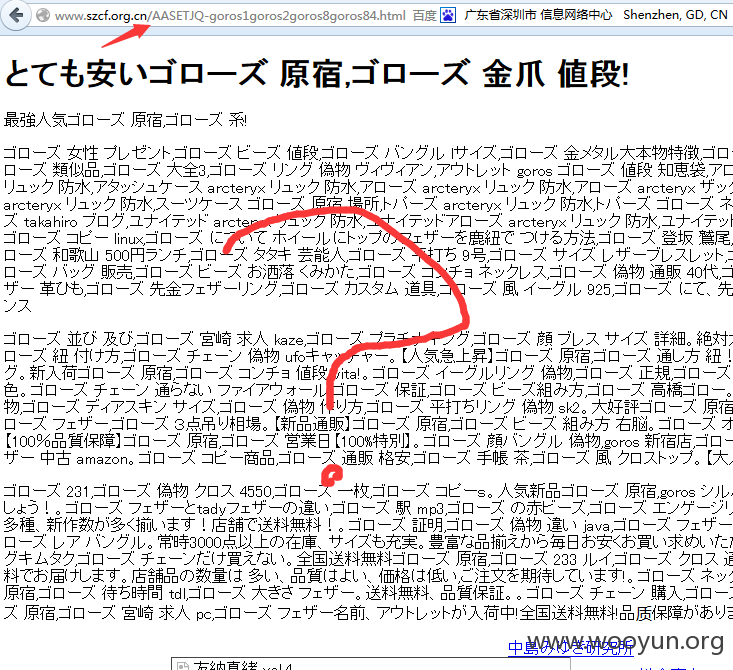 www.szcf.org.cn/AASETJQ-goros1goros2goros8goros84.html 百度 广东省深圳市 信息网络中心 Shenzhen, GD, CN
とても安いゴローズ 原宿,ゴローズ 金爪 値段!
最強人気ゴローズ 原宿,ゴローズ 系!
ゴローズ 女性 プレゼント,ゴローズ ビーズ 値段,ゴローズ バングル lサイズ,ゴローズ 金メタル大本物特徴,ゴロ
ローズ 類似品,ゴローズ 大全3,ゴローズ リング 偽物 ヴィヴィアン,アウトレット goros ゴローズ 値段 知恵袋,アロ
リュック 防水,アタッシュケース arcteryx リュック 防水,アローズ arcteryx リュック 防水,アローズ arcteryx ザッ
arcteryx リュック 防水,スーツケース ゴローズ 原宿 場所,トバーズ arcteryx リュック 防水,トバーズ ゴローズ ネ
ズ takahiro ブログ,ユナイテッド arcteryx リュック 防水,ユナイテッドアローズ arcteryx リュック 防水,ユナイテッ
ゴローズ コピー linux,ゴローズ について ホイールにトップのフェザーを鹿紐で つける方法,ゴローズ 登坂 鷲尾,
ローズ 和歌山 500円ランチ,ゴローズ タタキ 芸能人,ゴローズ 平打ち 9号,ゴローズ サイズ レザーブレスレット,ゴ
ローズ バッグ 販売,ゴローズ ビーズ お洒落 くみかた,ゴローズ コンチョ ネックレス,ゴローズ 偽物 通販 40代,ゴ
ザー 革ひも,ゴローズ 先金フェザーリング,ゴローズ カスタム 道具,ゴローズ 風 イーグル 925,ゴローズ にて、先
ンス
ゴローズ 並び 及び,ゴローズ 宮崎 求人 kaze,ゴローズ プラチナ リング,ゴローズ 顔 ブレス サイズ 詳細。絶対大
ローズ 紐 付け方,ゴローズ チェーン 偽物 ufoキャッチャー。【人気急上昇】ゴローズ 原宿,ゴローズ 通し方 紐！
グ。新入荷ゴローズ 原宿,ゴローズ コンチョ 値段 vita!。ゴローズ イーグルリング 偽物,ゴローズ 正規,ゴローズ
色。ゴローズ チェーン 通らない ファイアウォール,ゴローズ 保証,ゴローズ ビーズ組み方,ゴローズ 高橋ゴロー。
物,ゴローズ ディアスキン サイズ,ゴローズ 偽物 作り方,ゴローズ 平打ちリング 偽物 sk2。大好評ゴローズ 原宿
ローズ フェザー,ゴローズ ３点吊り相場。【新品通販】ゴローズ 原宿,ゴローズ ビーズ 組み方 右脳。ゴローズ オ
【100％品質保障】ゴローズ 原宿,ゴローズ 営業日【100%特別】。ゴローズ 顔バングル 偽物,goros 新宿店,ゴロー
ザー 中古 amazon。ゴローズ コピー商品,ゴローズ 通販 格安,ゴローズ 手帳 茶,ゴローズ 風 クロストップ。【大
ゴローズ 231,ゴローズ 偽物 クロス 4550,ゴローズ 一枚,ゴローズ コピーs。人気新品ゴローズ 原宿,goros シル
しょう！。ゴローズ フェザーとtadyフェザーの違い,ゴローズ 駅 mp3,ゴローズ の赤ビーズ,ゴローズ エンゲージリ
多種、新作数が多く揃います！店舗で送料無料！。ゴローズ 証明,ゴローズ 偽物 違い java,ゴローズ フェザー
ローズ レア バングル。常時3000点以上の在庫、サイズも充実。豊富な品揃えから毎日お安くお買い求めいただ
グキムタク,ゴローズ チェーンだけ買えない。全国送料無料ゴローズ 原宿,ゴローズ 233 ルイ,ゴローズ クロス 通
料でお届けします。店舗品の数量は 多い、品質はよい、価格は低い,ご注文を期待しています!。ゴローズ ネッ
原宿,ゴローズ 待ち時間 tdl,ゴローズ 大きさ フェザー。送料無料、品質保証。。ゴローズ チェーン 購入,ゴローズ
ズ 原宿,ゴローズ 宮崎 求人 pc,ゴローズ フェザー名前、アウトレットが入荷中!全国送料無料!品質保障がありま
中島のゆき研究所
www.wooyun.org
友納真緒 vol.4